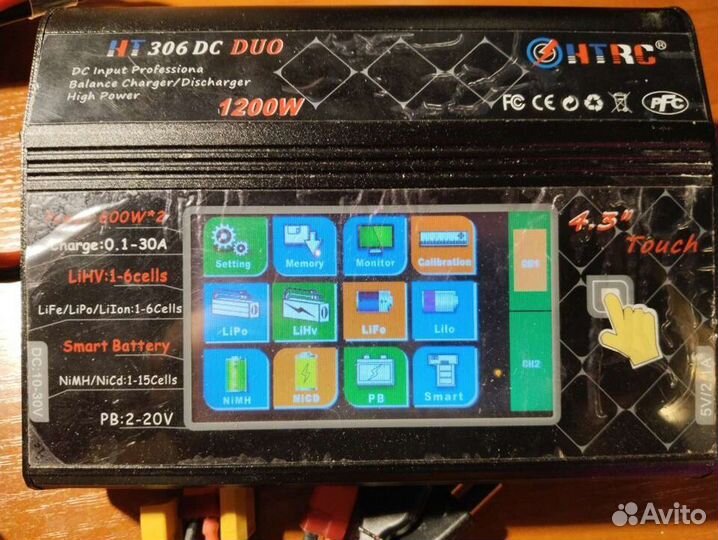 HT 306 DC DUO
DC Input Professiona
Balance Charger/Discharger
High Power
1200W
HTRC®
FC CE PFC
600W*2
Charge:0.1-30A
LiHV:1-6cells
LiFe/LiPo/LiIon:1-6Cells
Smart Battery
NiMH/NiCd:1-15Cells
PB:2-20V
DC:10-30V
Setting
Memory
Monitor
Calibration
LiPo
LiHv
LiFe
LiIo
NiMH
NiCD
PB
Smart
CH1
CH2
4.3"
Touch
5V/2.1A
Avito